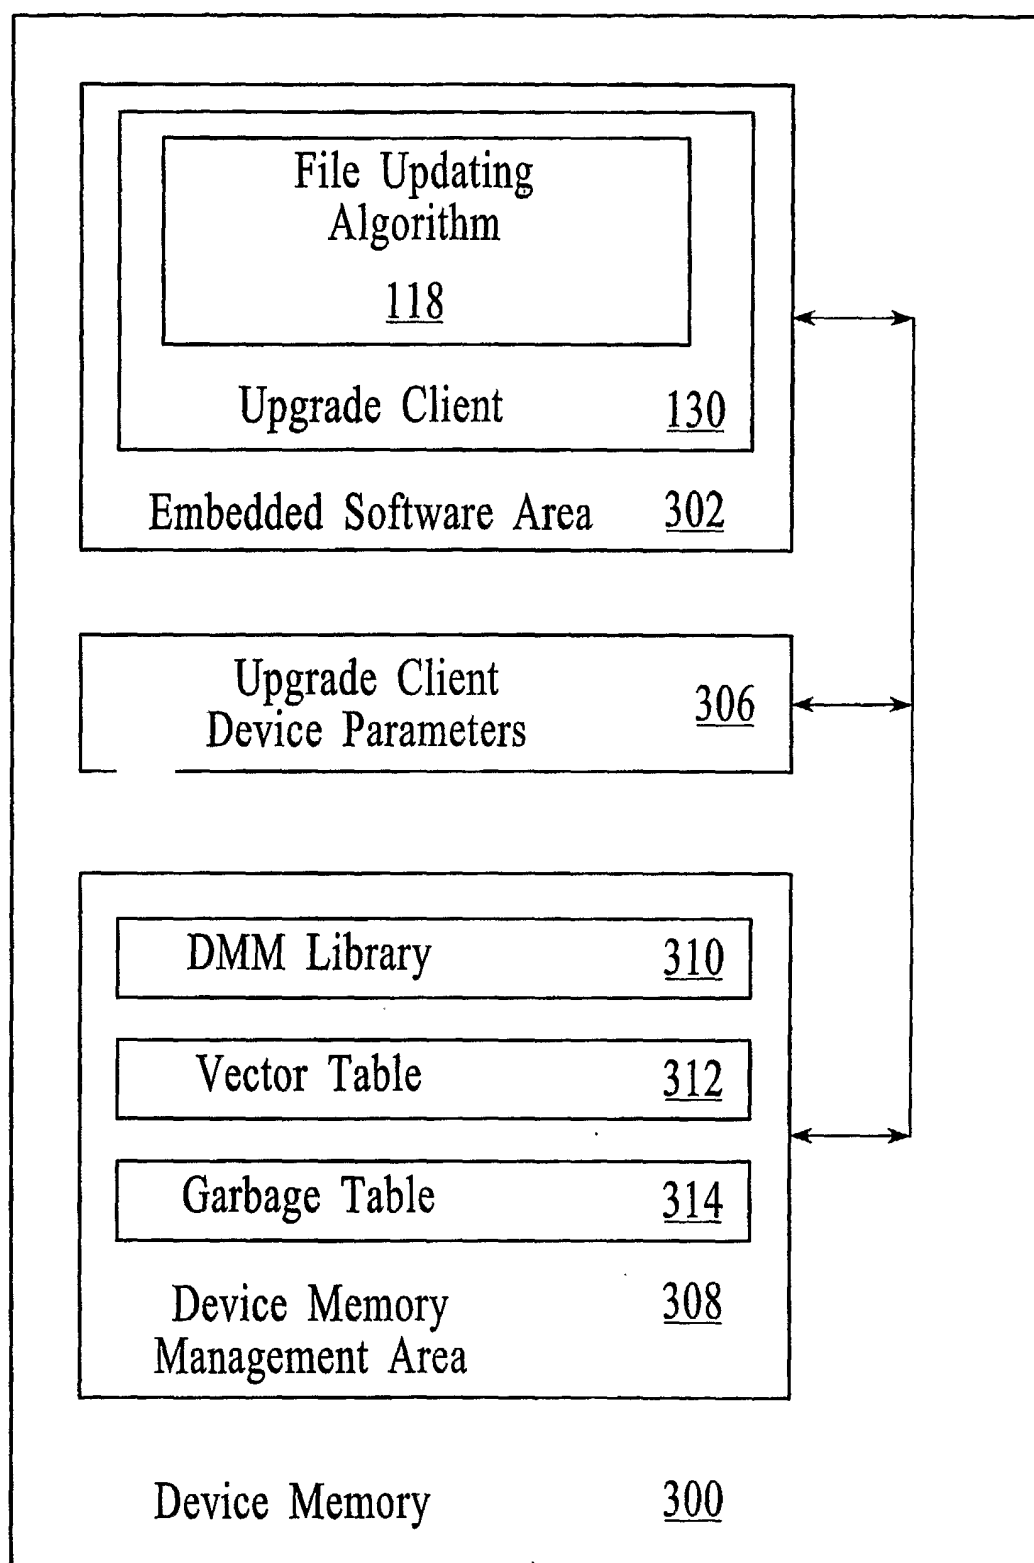 File Updating
Algorithm
118
Upgrade Client 130
Embedded Software Area 302
Upgrade Client
Device Parameters
306
DMM Library 310
Vector Table 312
Garbage Table 314
Device Memory
Management Area
308
Device Memory 300